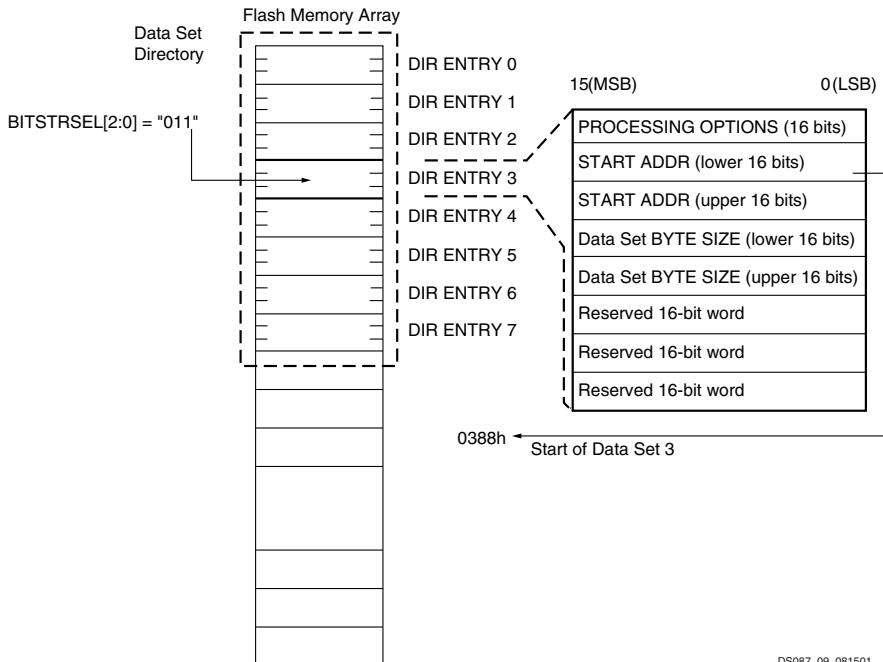 Flash Memory Array
Data Set
Directory
BITSTRSEL[2:0] = "011"
DIR ENTRY 0
DIR ENTRY 1
DIR ENTRY 2
DIR ENTRY 3
DIR ENTRY 4
DIR ENTRY 5
DIR ENTRY 6
DIR ENTRY 7
15(MSB) 0(LSB)
PROCESSING OPTIONS (16 bits)
START ADDR (lower 16 bits)
START ADDR (upper 16 bits)
Data Set BYTE SIZE (lower 16 bits)
Data Set BYTE SIZE (upper 16 bits)
Reserved 16-bit word
Reserved 16-bit word
Reserved 16-bit word
0388h
Start of Data Set 3
DS087_09_081501